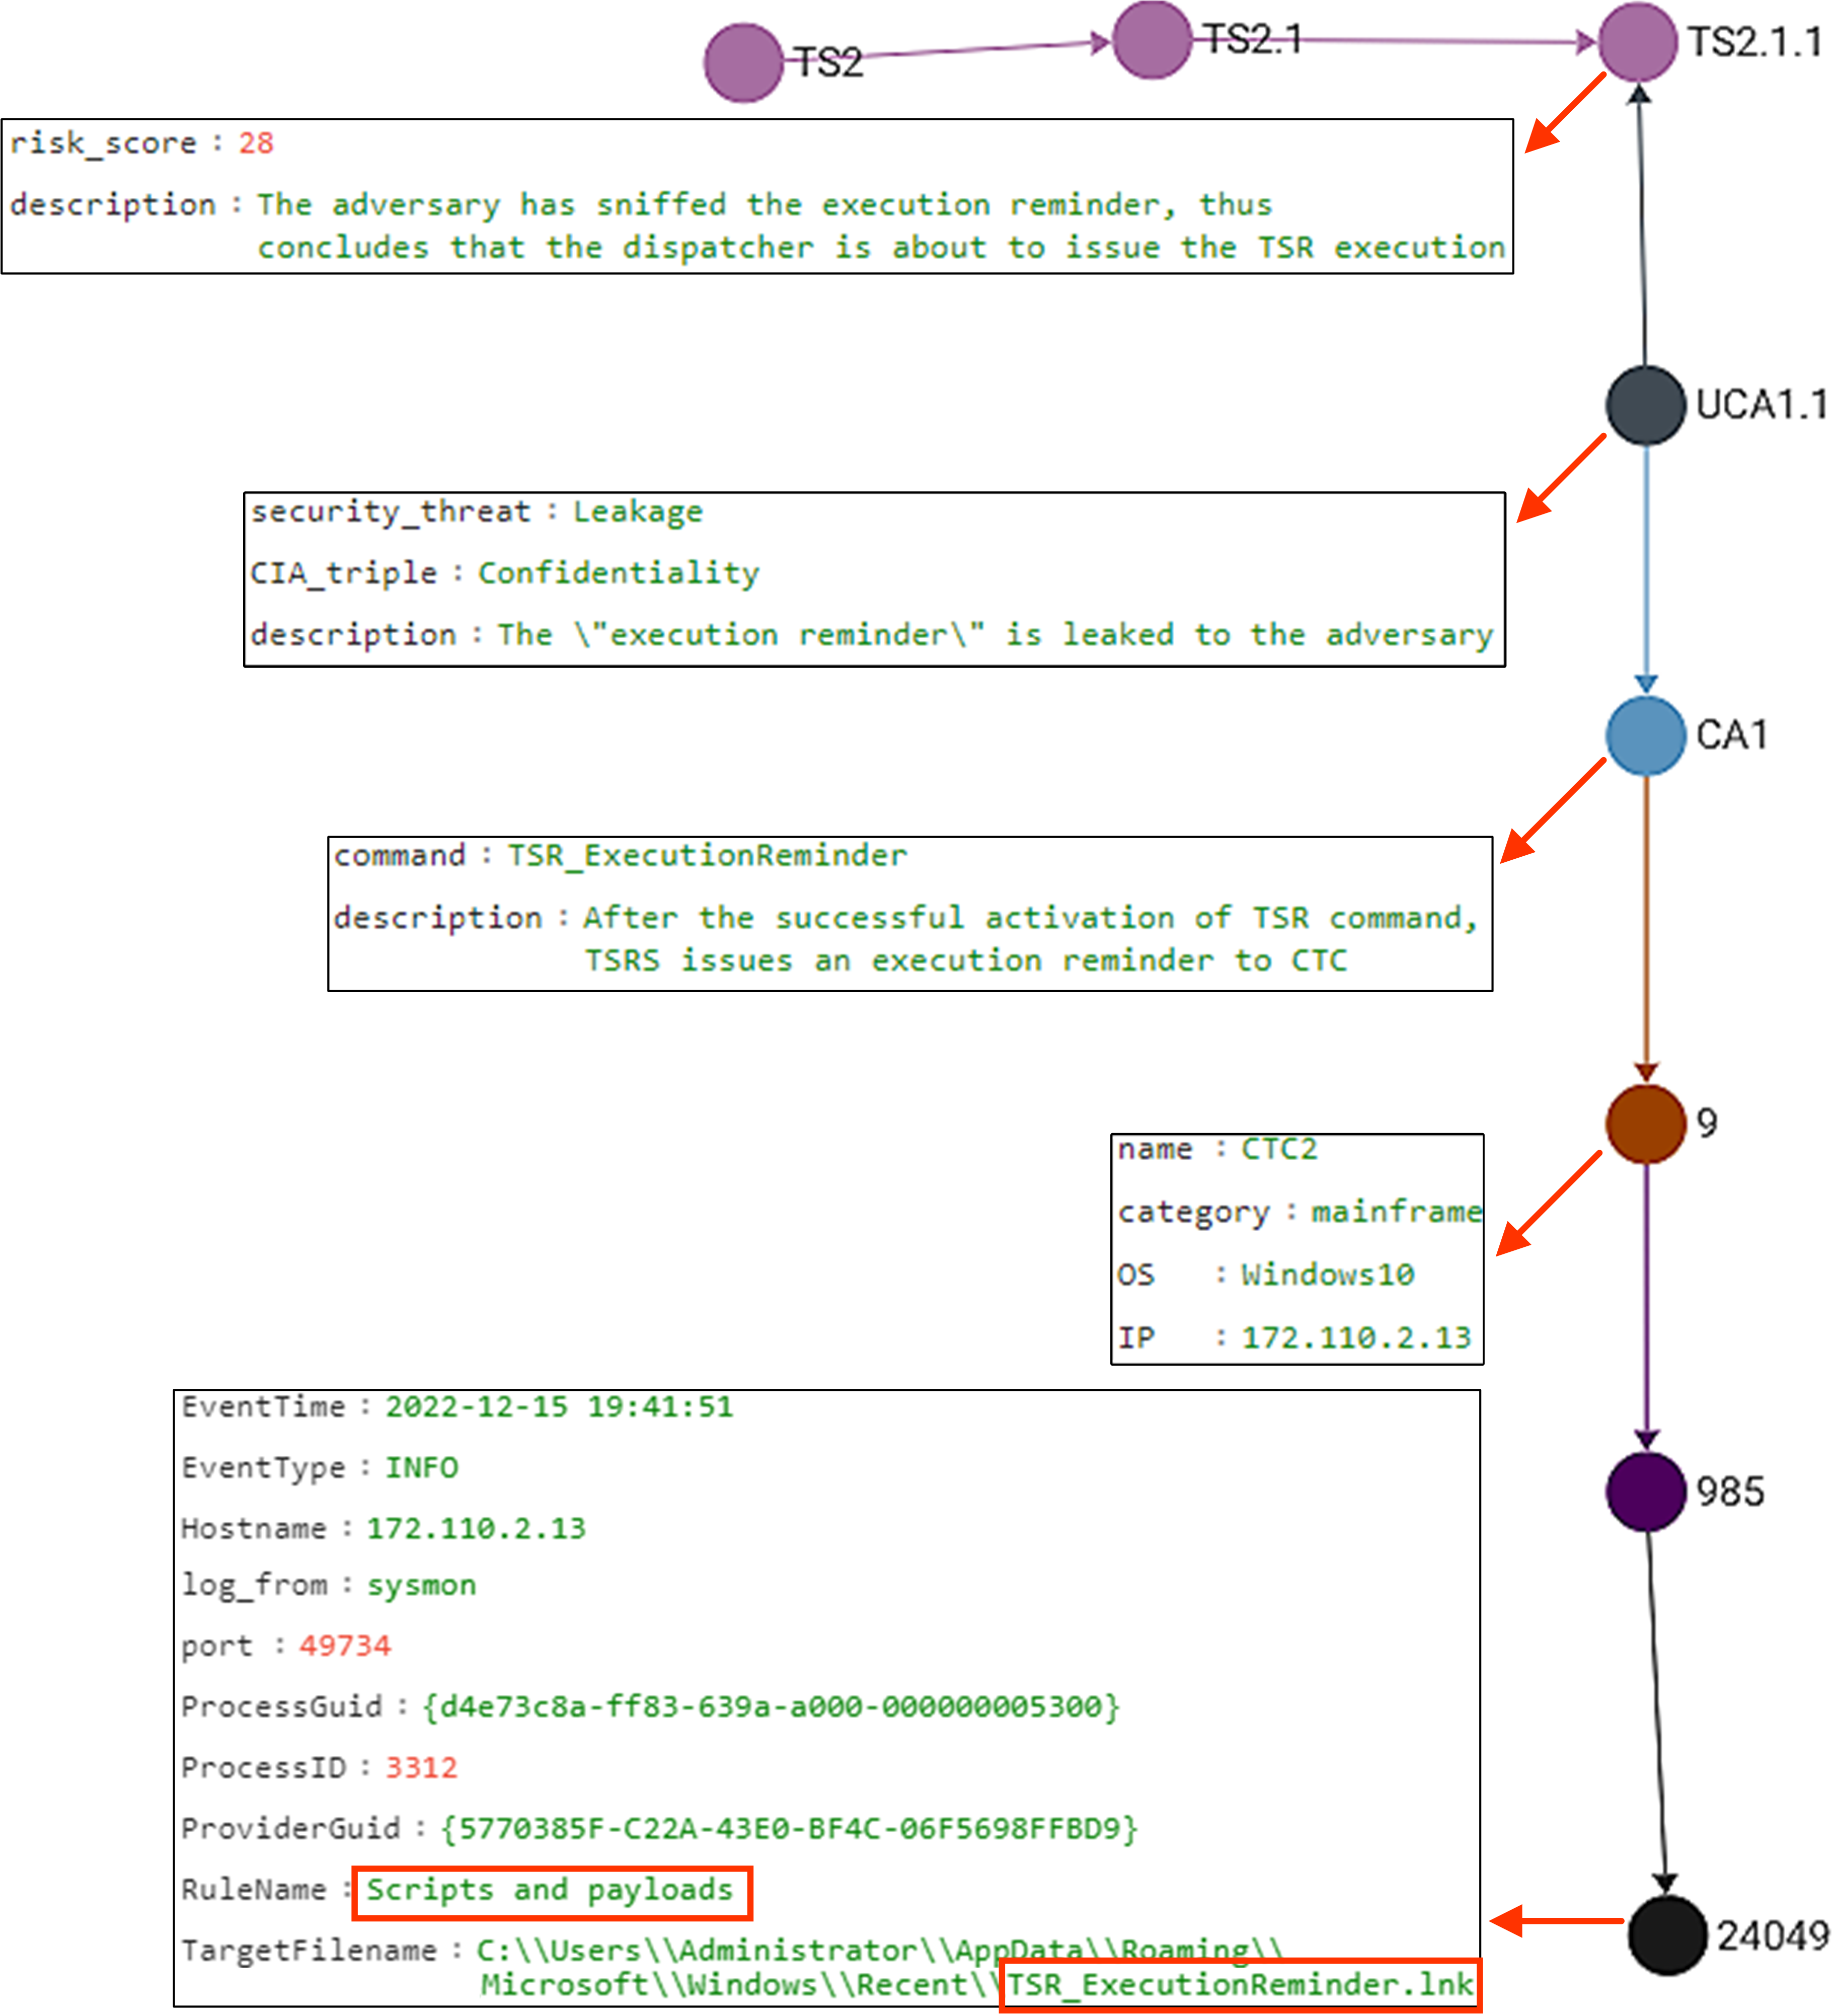 TS2
TS2.1
TS2.1.1
risk_score : 28
description : The adversary has sniffed the execution reminder, thus
concludes that the dispatcher is about to issue the TSR execution
UCA1.1
security_threat : Leakage
CIA_triple : Confidentiality
description : The \"execution reminder\" is leaked to the adversary
CA1
command : TSR_ExecutionReminder
description : After the successful activation of TSR command,
TSRS issues an execution reminder to CTC
9
name : CTC2
category : mainframe
OS : Windows10
IP : 172.110.2.13
EventTime : 2022-12-15 19:41:51
EventType : INFO
Hostname : 172.110.2.13
log_from : sysmon
port : 49734
ProcessGuid : {d4e73c8a-ff83-639a-a000-000000005300}
ProcessID : 3312
ProviderGuid : {5770385F-C22A-43E0-BF4C-06F5698FFBD9}
RuleName : Scripts and payloads
TargetFilename : C:\\Users\\Administrator\\AppData\\Roaming\\
Microsoft\\Windows\\Recent\\TSR_ExecutionReminder.lnk
985
24049